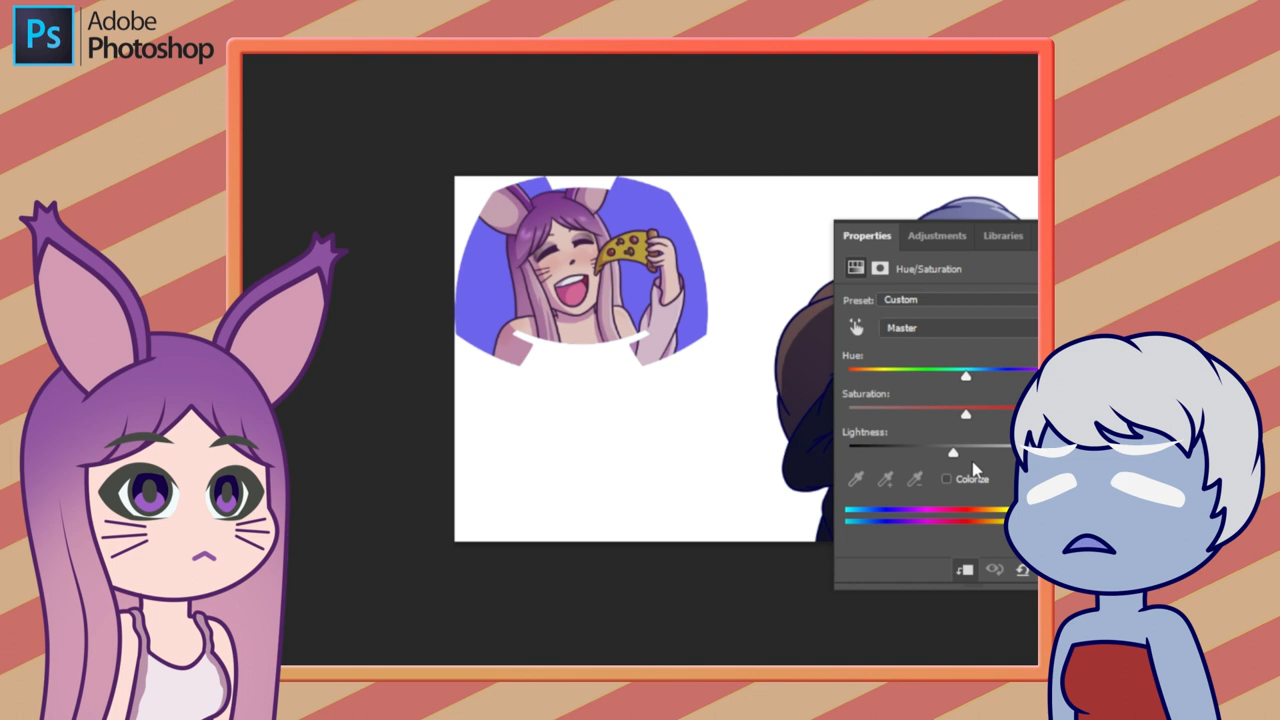 Ps
Adobe
Photoshop
Properties Adjustments Libraries
Hue/Saturation
Preset: Custom
Master
Hue:
Saturation:
Lightness:
Colorize